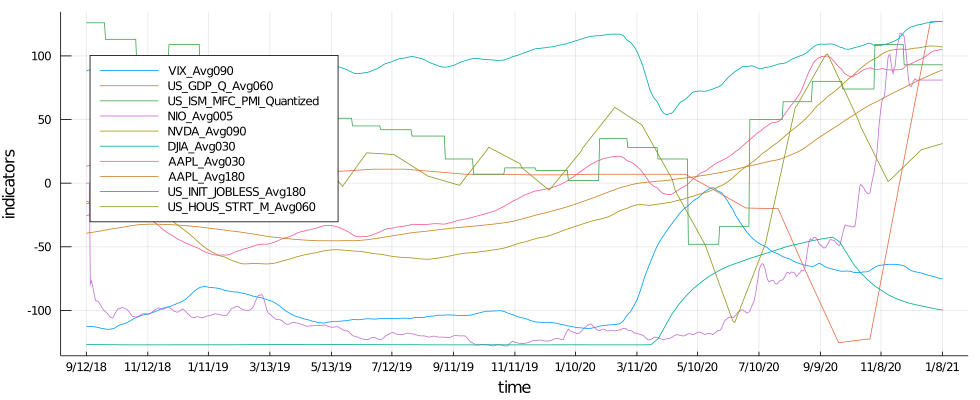 100
50
0
-50
-100
indicators
VIX_Avg090
US_GDP_Q_Avg060
US_ISM_MFC_PMI_Quantized
NIO_Avg005
NVDA_Avg090
DJIA_Avg030
AAPL_Avg030
AAPL_Avg180
US_INIT_JOBLESS_Avg180
US_HOUS_STRT_M_Avg060
9/12/18 11/12/18 1/11/19 3/13/19 5/13/19 7/12/19 9/11/19 11/11/19 1/10/20 3/11/20 5/10/20 7/10/20 9/9/20 11/8/20 1/8/21
time